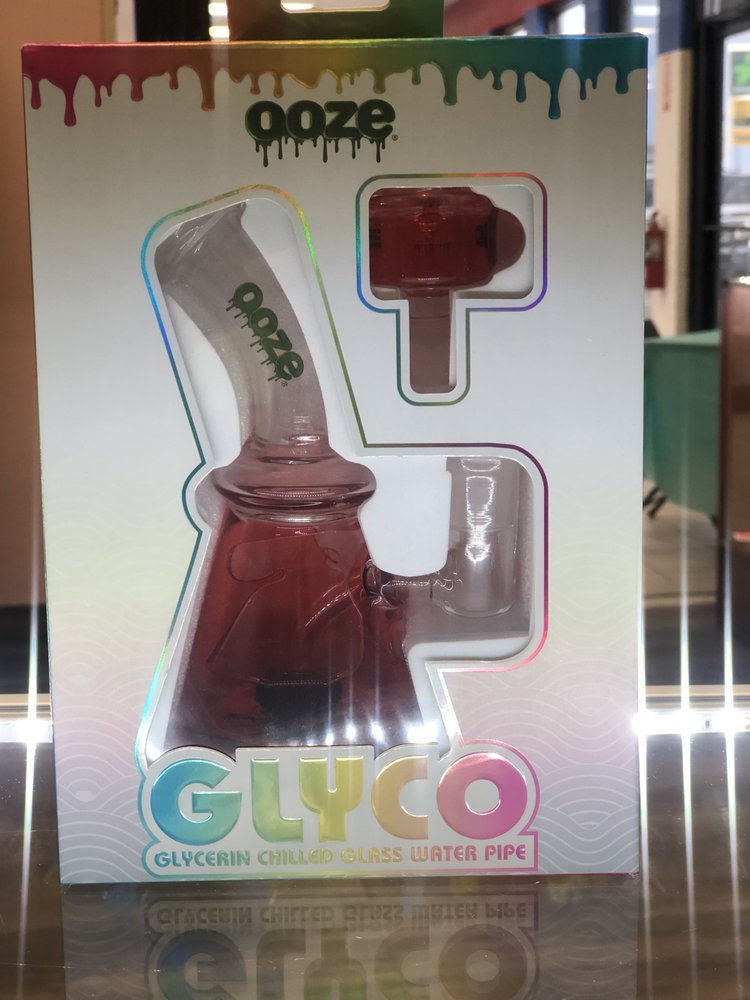 ooze®
ooze®
GLYCO
GLYCERIN CHILLED GLASS WATER PIPE